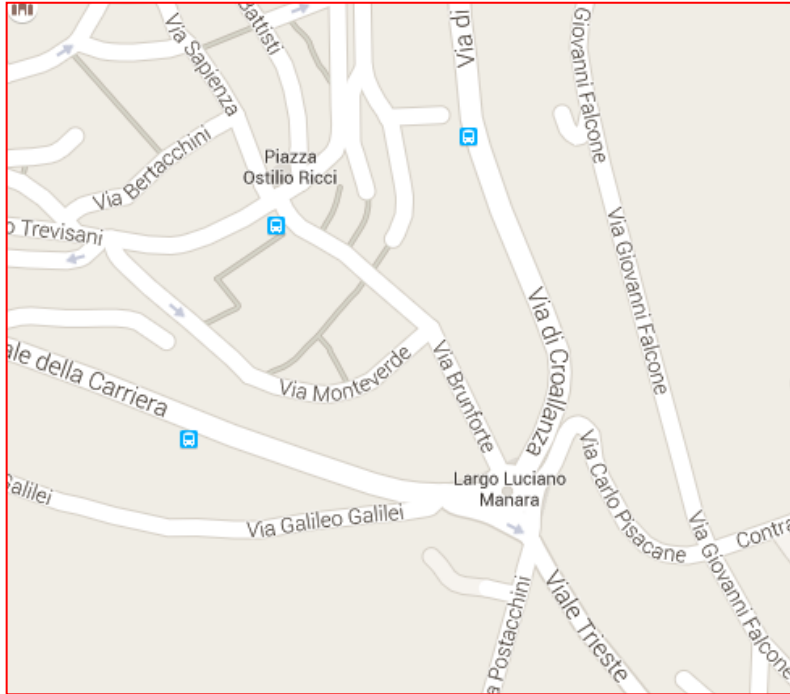 Via Sapienza
Battisti
Via di
Giovanni Falcone
Piazza
Ostilio Ricci
Via Bertacchini
o Trevisani
Via Giovanni Falcone
Via di Croallanza
ale della Carriera
Via Monteverde
Via Brunforte
Largo Luciano
Manara
Via Carlo Pisacane
Galilei
Via Galileo Galilei
Contra
Via Giovanni Falcone
Viale Trieste
a Postacchini